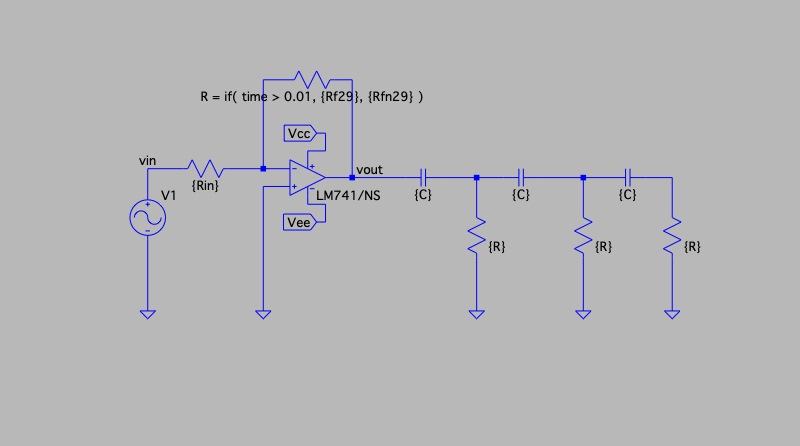 R = if( time > 0.01, {Rf29}, {Rfn29} )
Vcc
vin
vout
{Rin}
V1
LM741/NS
{C}
{C}
{C}
Vee
{R}
{R}
{R}